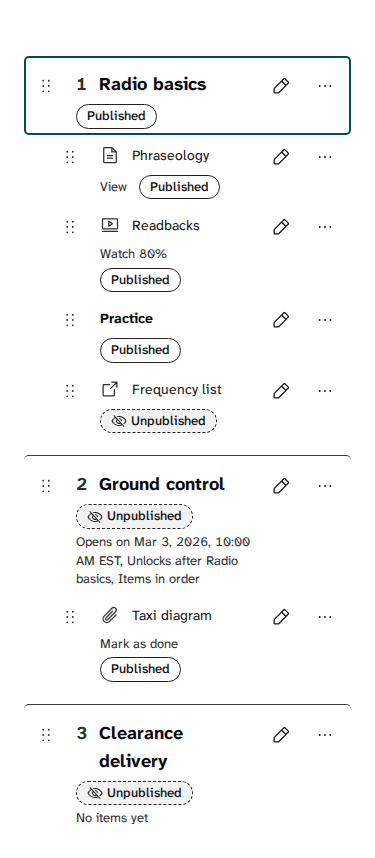 1 Radio basics
Published
Phraseology
View Published
Readbacks
Watch 80%
Published
Practice
Published
Frequency list
Unpublished
2 Ground control
Unpublished
Opens on Mar 3, 2026, 10:00
AM EST, Unlocks after Radio
basics, Items in order
Taxi diagram
Mark as done
Published
3 Clearance
delivery
Unpublished
No items yet